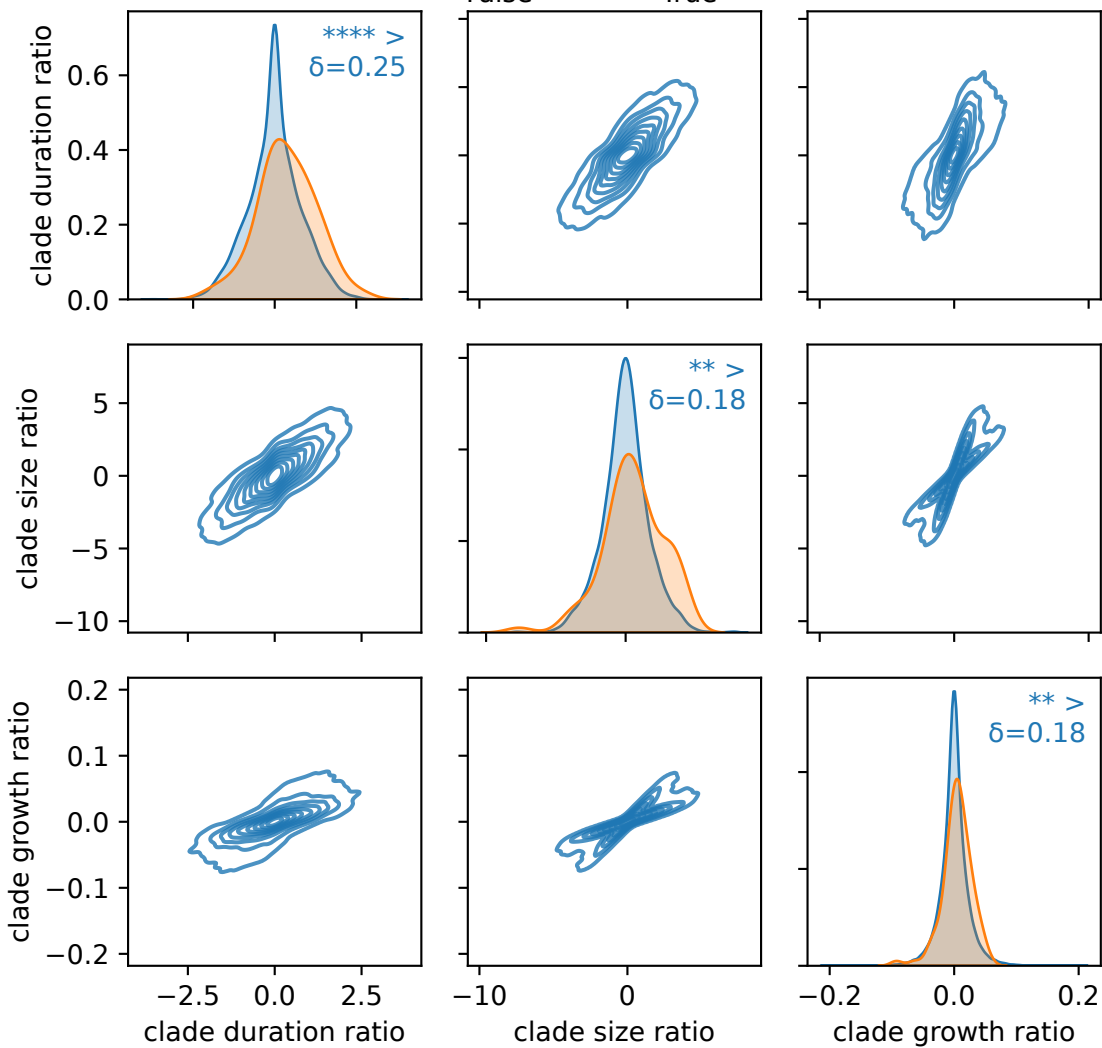 False True
clade duration ratio
0.6
0.4
0.2
0.0
**** >
δ=0.25
clade size ratio
5
0
−5
−10
** >
δ=0.18
clade growth ratio
0.2
0.1
0.0
−0.1
−0.2
** >
δ=0.18
−2.5 0.0 2.5
−10 0
−0.2 0.0 0.2
clade duration ratio
clade size ratio
clade growth ratio